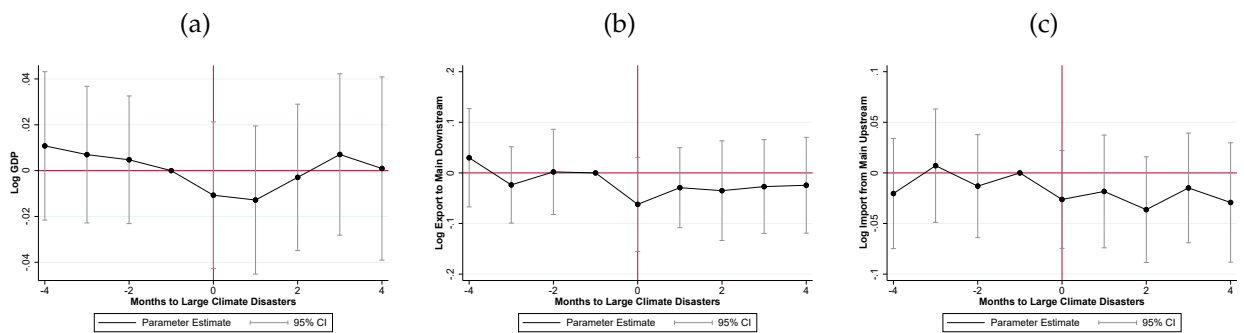 (a)
Log GDP
.04
.02
0
-.02
-.04
-4
-2
0
2
4
Months to Large Climate Disasters
Parameter Estimate
95% CI
(b)
Log Export to Main Downstream
.2
.1
0
-.1
-.2
-4
-2
0
2
4
Months to Large Climate Disasters
Parameter Estimate
95% CI
(c)
Log Import from Main Upstream
.1
.05
0
-.05
-.1
-4
-2
0
2
4
Months to Large Climate Disasters
Parameter Estimate
95% CI